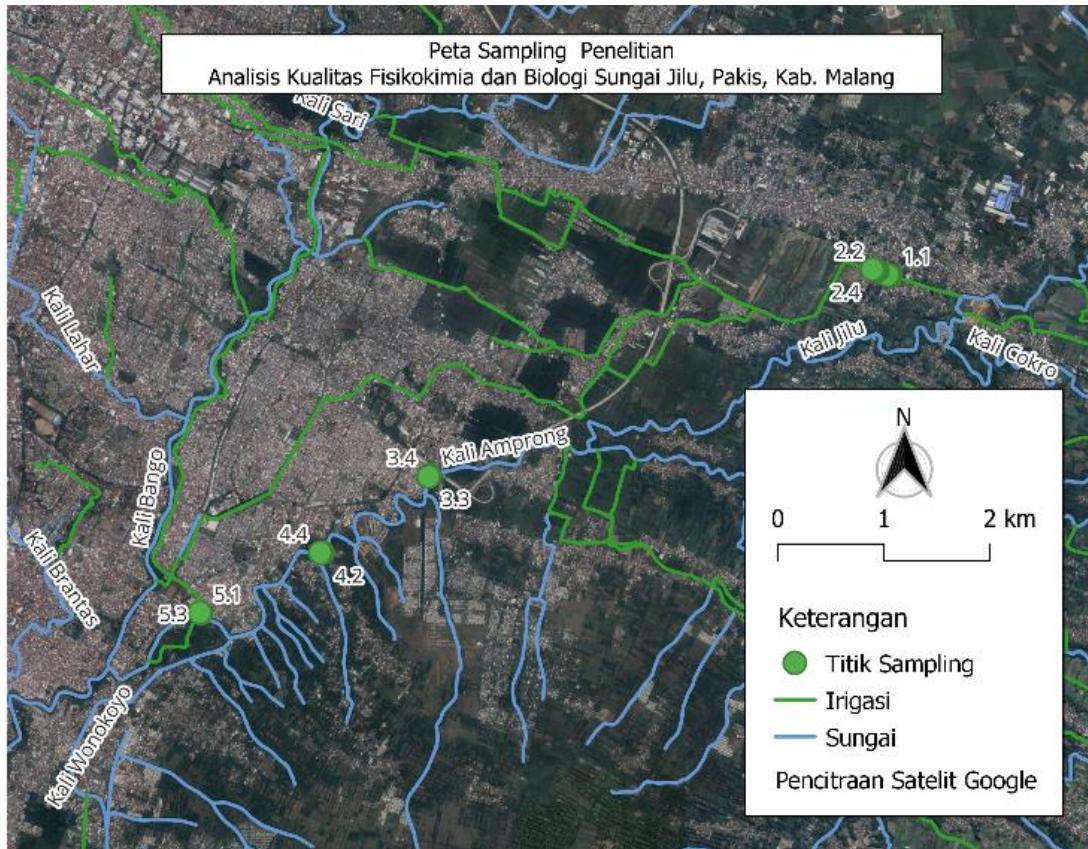 Peta Sampling Penelitian
Analisis Kualitas Fisikokimia dan Biologi Sungai Jilu, Pakis, Kab. Malang
Kali Sari
2.2
1.1
2.4
Kali Lahar
Kali Jilu
Kali Cokro
Kali Amprong
3.4
3.3
Kali Bango
4.4
4.2
Kali Brantas
5.1
5.3
Kali Wonokoyo
N
0 1 2 km
Keterangan
Titik Sampling
Irigasi
Sungai
Pencitraan Satelit Google